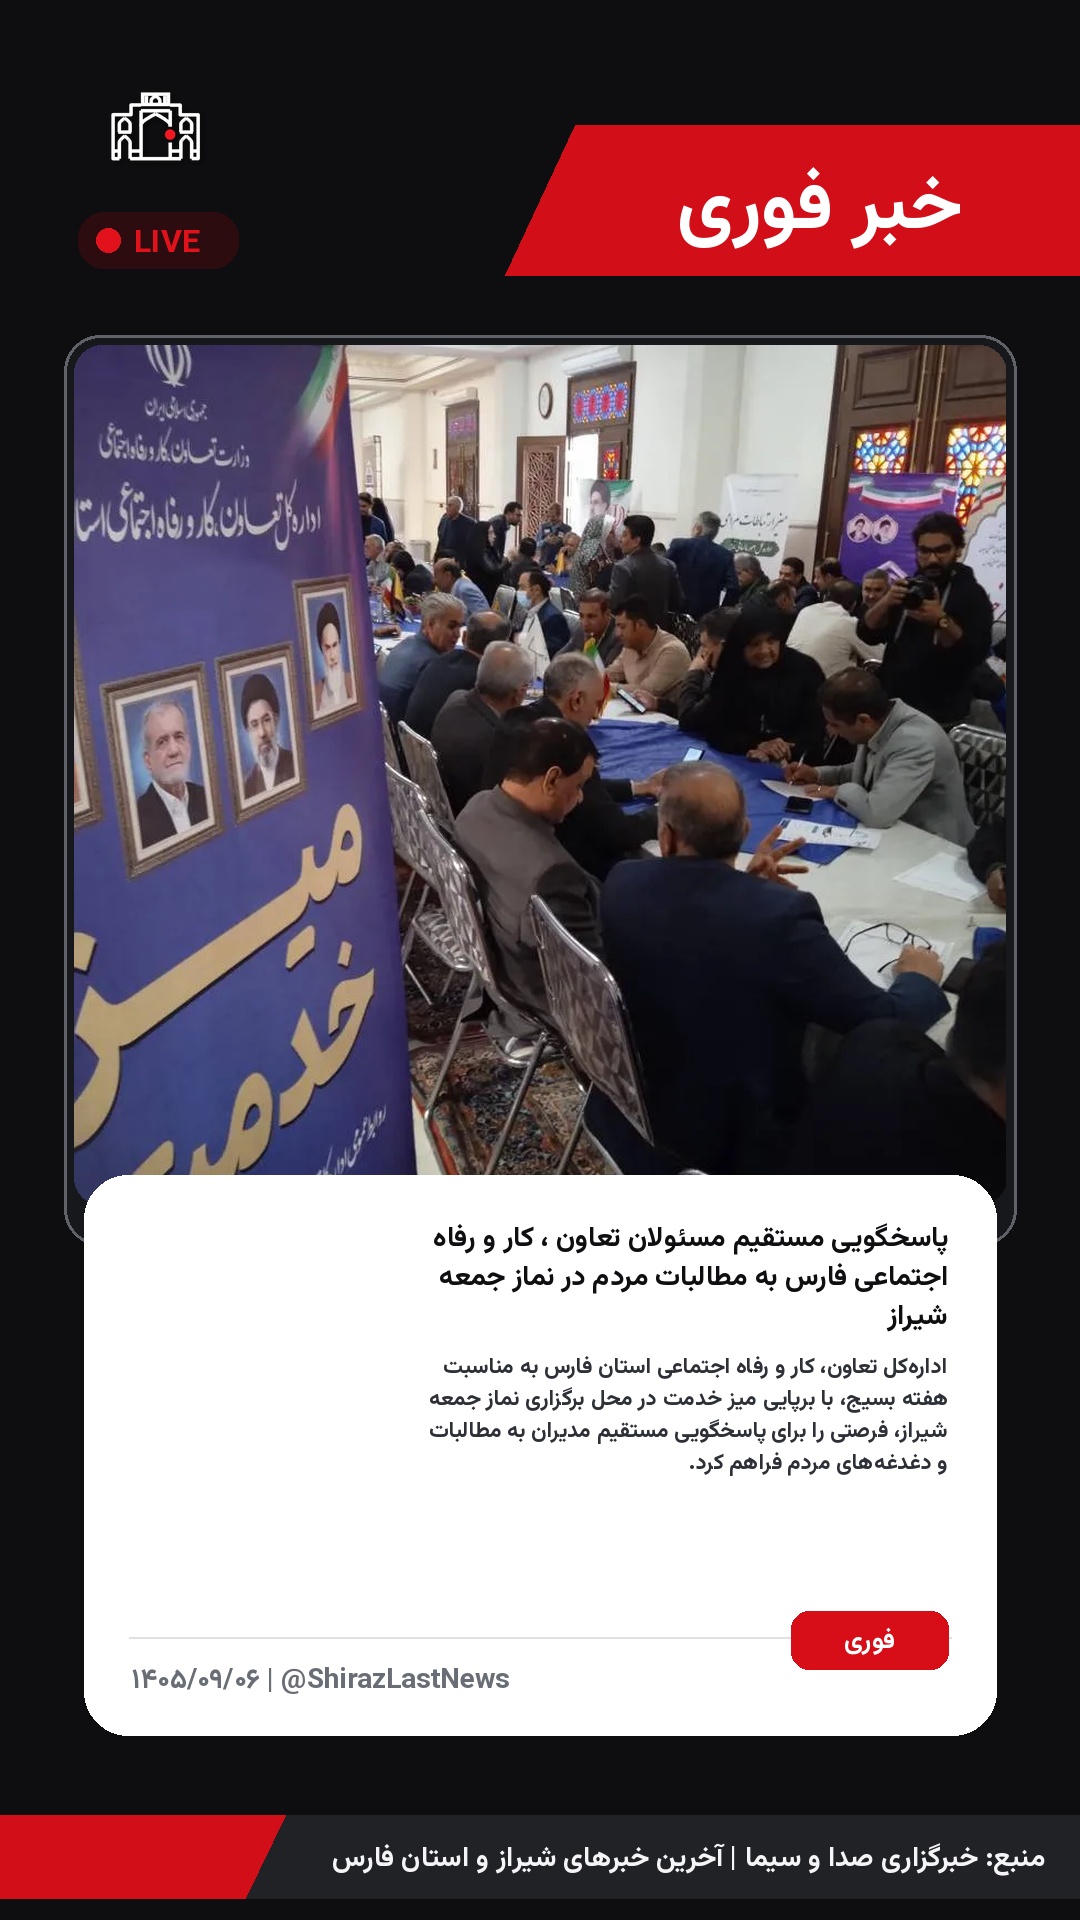 خبر فوری
LIVE
جمهوری اسلامی ایران
وزارت تعاون، کار و رفاه اجتماعی
اداره کل تعاون، کار و رفاه اجتماعی استا
میز
خدمت
پاسخگویی مستقیم مسئولان تعاون ، کار و رفاه
اجتماعی فارس به مطالبات مردم در نماز جمعه
شیراز
اداره‌کل تعاون، کار و رفاه اجتماعی استان فارس به مناسبت
هفته بسیج، با برپایی میز خدمت در محل برگزاری نماز جمعه
شیراز، فرصتی را برای پاسخگویی مستقیم مدیران به مطالبات
و دغدغه‌های مردم فراهم کرد.
فوری
۱۴۰۵/۰۹/۰۶ | @ShirazLastNews
منبع: خبرگزاری صدا و سیما | آخرین خبرهای شیراز و استان فارس